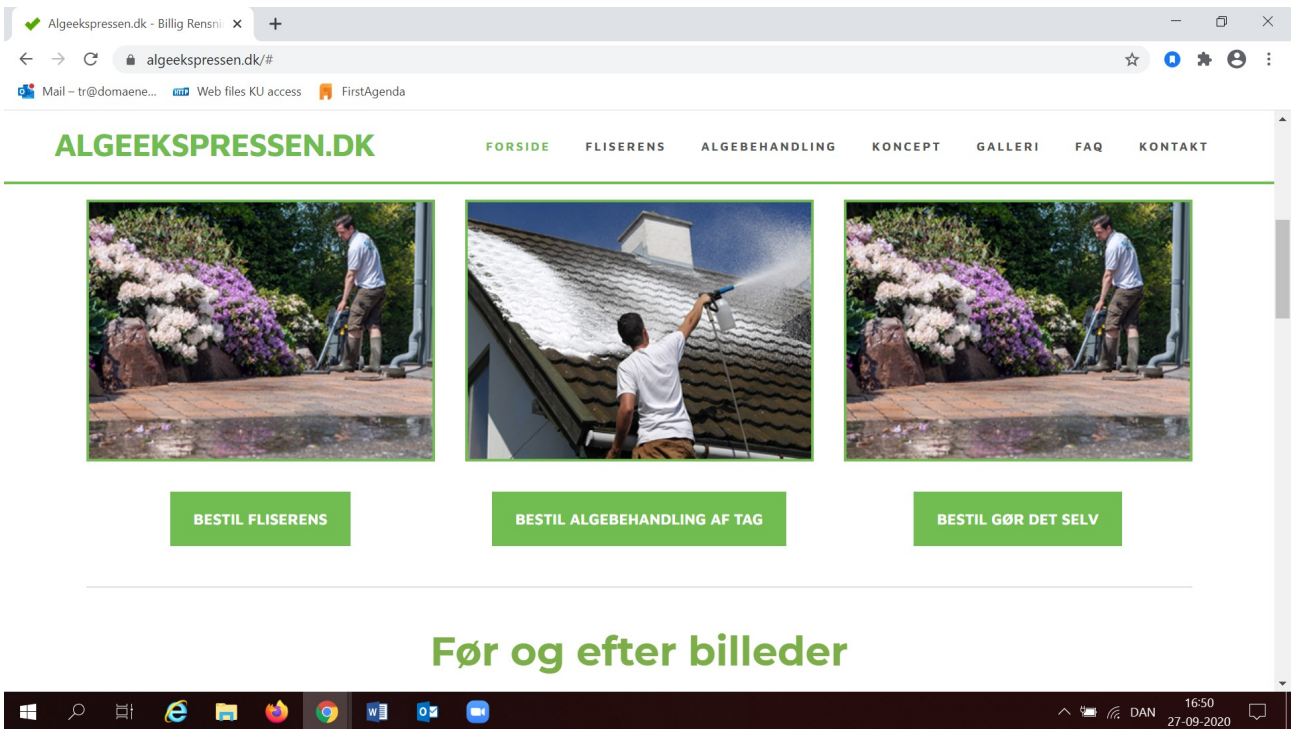 Algeekspressen.dk - Billig Rensni
algeekspressen.dk/#
Mail – tr@domaene... Web files KU access FirstAgenda
ALGEEKSPRESSEN.DK FORSIDE FLISERENS ALGEBEHANDLING KONCEPT GALLERI FAQ KONTAKT
BESTIL FLISERENS BESTIL ALGEBEHANDLING AF TAG BESTIL GØR DET SELV
Før og efter billeder
DAN 16:50
27-09-2020